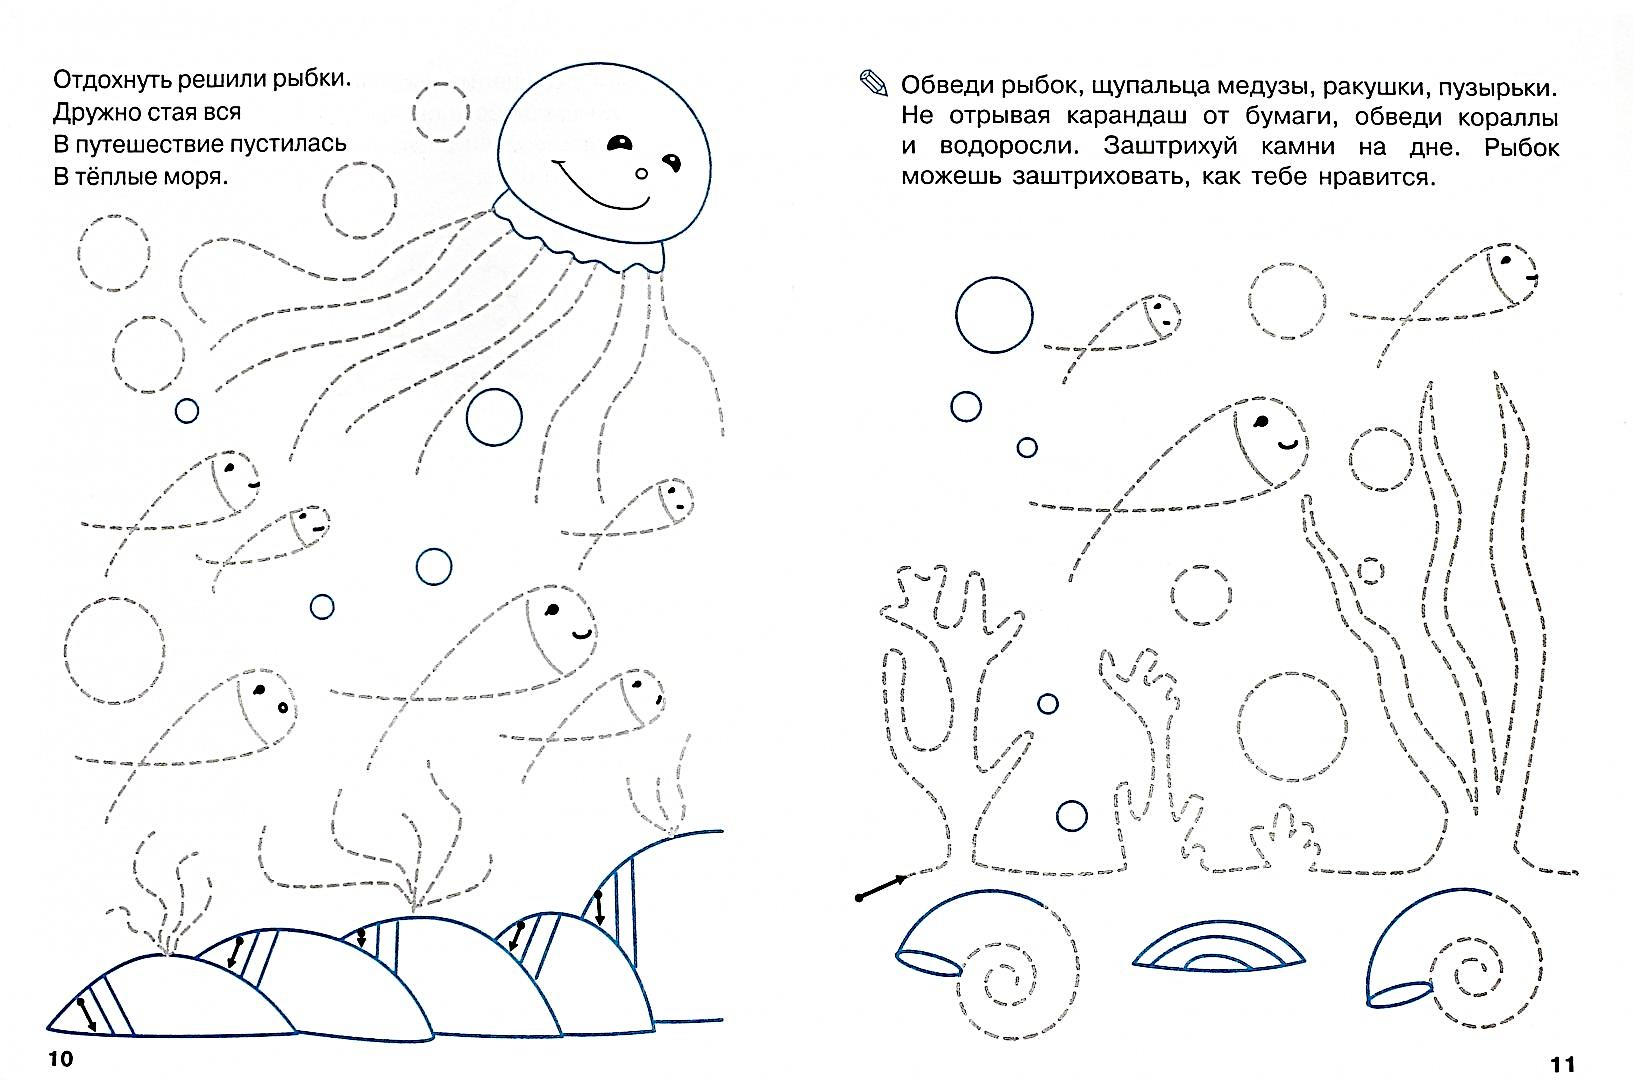 Отдохнуть решили рыбки.
Дружно стая вся
В путешествие пустилась
В тёплые моря.
Обведи рыбок, щупальца медузы, ракушки, пузырьки.
Не отрывая карандаш от бумаги, обведи кораллы
и водоросли. Заштрихуй камни на дне. Рыбок
можешь заштриховать, как тебе нравится.
10
11